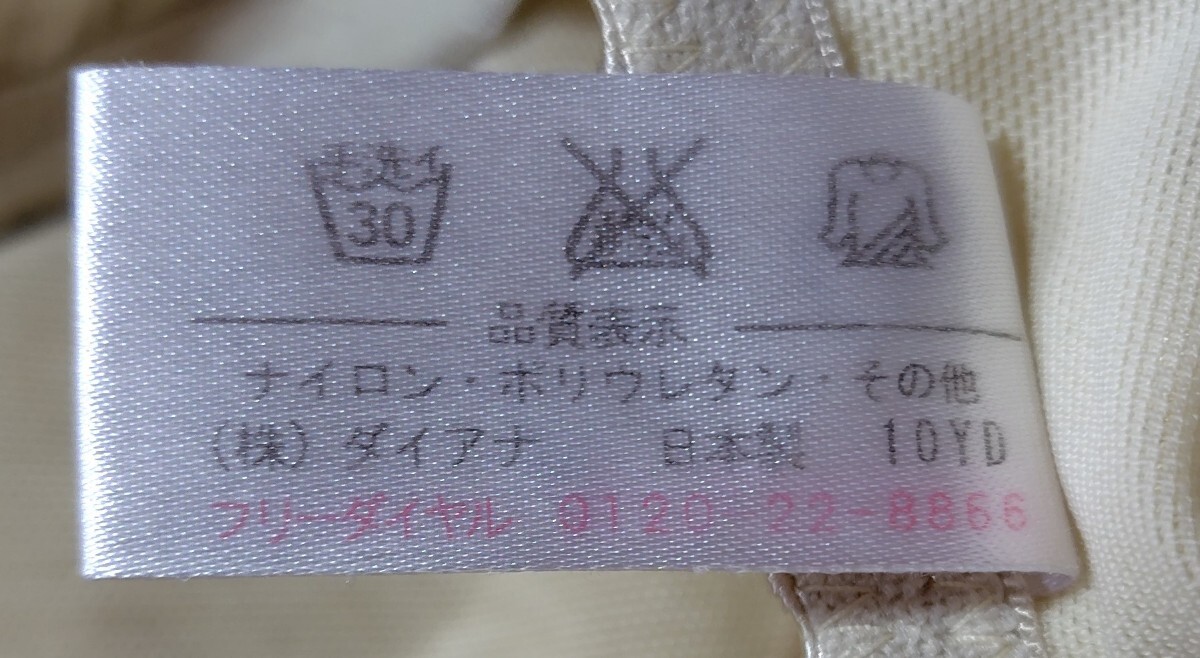 手洗イ
30
品質表示
ナイロン・ポリウレタン・その他
(株)ダイアナ 日本製 10YD
フリーダイヤル 0120-22-8866